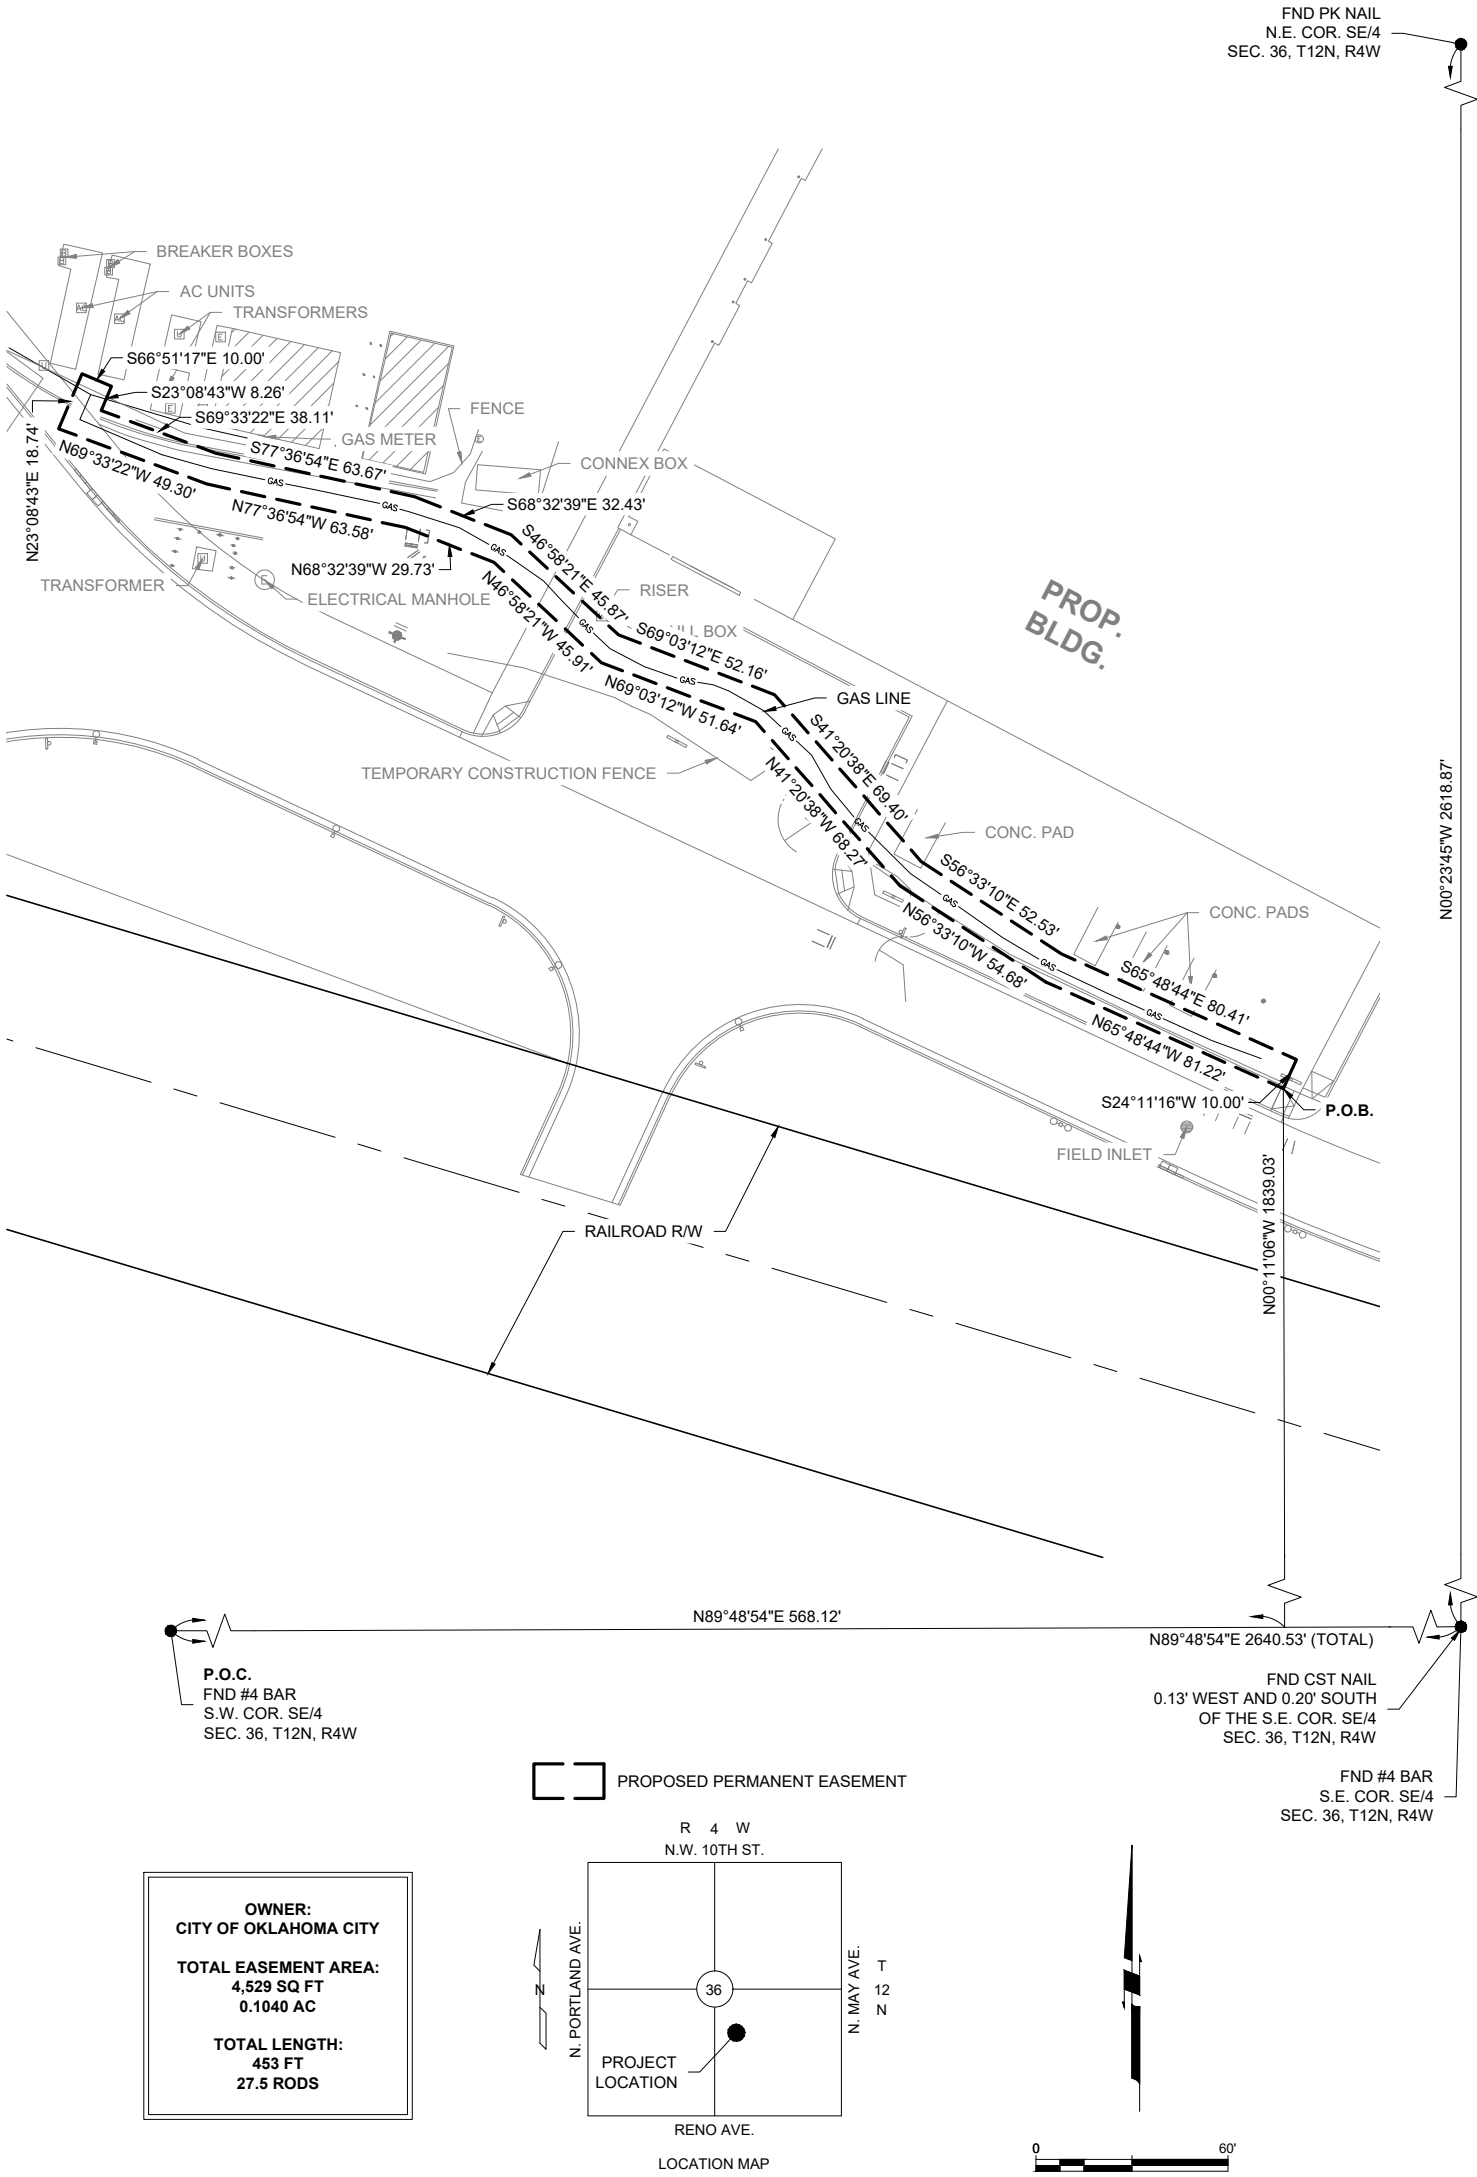 FND PK NAIL
N.E. COR. SE/4
SEC. 36, T12N, R4W
BREAKER BOXES
AC UNITS
TRANSFORMERS
S66°51'17"E 10.00'
S23°08'43"W 8.26'
S69°33'22"E 38.11'
FENCE
GAS METER
N23°08'43"E 18.74'
N69°33'22"W 49.30'
S77°36'54"E 63.67'
CONNEX BOX
GAS
GAS
S68°32'39"E 32.43'
N77°36'54"W 63.58'
S46°58'21"E 45.87'
GAS
N68°32'39"W 29.73'
TRANSFORMER
ELECTRICAL MANHOLE
E
RISER
N46°58'21"W 45.91'
GAS
PROP.
BLDG.
BOX
S69°03'12"E 52.16'
GAS
N69°03'12"W 51.64'
GAS LINE
GAS
S41°20'38"E 69.40'
TEMPORARY CONSTRUCTION FENCE
N41°20'38"W 68.27'
GAS
CONC. PAD
N00°23'45"W 2618.87'
S56°33'10"E 52.53'
GAS
CONC. PADS
N56°33'10"W 54.68'
GAS
S65°48'44"E 80.41'
GAS
N65°48'44"W 81.22'
S24°11'16"W 10.00'
P.O.B.
FIELD INLET
N00°11'06"W 1839.03'
RAILROAD R/W
N89°48'54"E 568.12'
N89°48'54"E 2640.53' (TOTAL)
P.O.C.
FND #4 BAR
S.W. COR. SE/4
SEC. 36, T12N, R4W
FND CST NAIL
0.13' WEST AND 0.20' SOUTH
OF THE S.E. COR. SE/4
SEC. 36, T12N, R4W
FND #4 BAR
S.E. COR. SE/4
SEC. 36, T12N, R4W
PROPOSED PERMANENT EASEMENT
R 4 W
N.W. 10TH ST.
N. PORTLAND AVE.
N
36
N. MAY AVE.
T
12
N
PROJECT
LOCATION
RENO AVE.
LOCATION MAP
OWNER:
CITY OF OKLAHOMA CITY
TOTAL EASEMENT AREA:
4,529 SQ FT
0.1040 AC
TOTAL LENGTH:
453 FT
27.5 RODS
0 60'